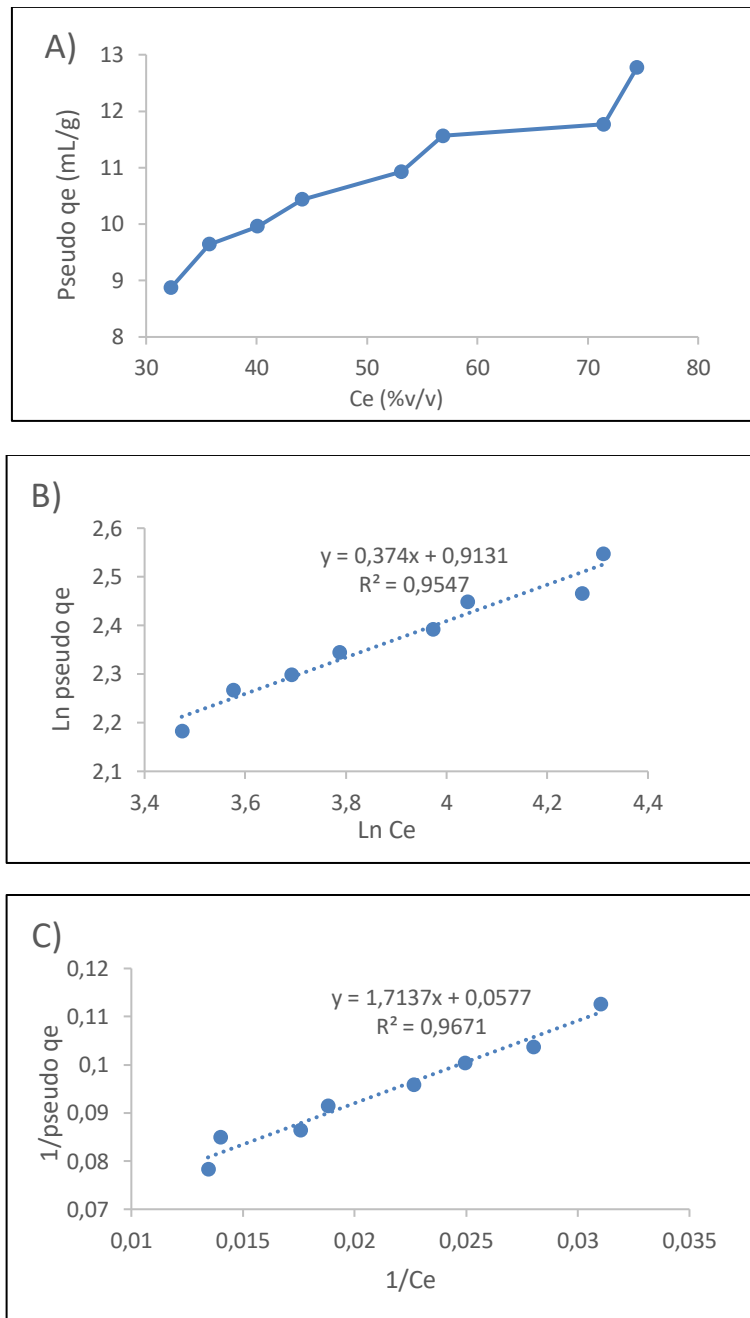 A)
13
12
11
10
9
8
Pseudo qe (mL/g)
30 40 50 60 70 80
Ce (%v/v)
B)
2,6
2,5
2,4
2,3
2,2
2,1
Ln pseudo qe
y = 0,374x + 0,9131
R² = 0,9547
3,4 3,6 3,8 4 4,2 4,4
Ln Ce
C)
0,12
0,11
0,1
0,09
0,08
0,07
1/pseudo qe
y = 1,7137x + 0,0577
R² = 0,9671
0,01 0,015 0,02 0,025 0,03 0,035
1/Ce